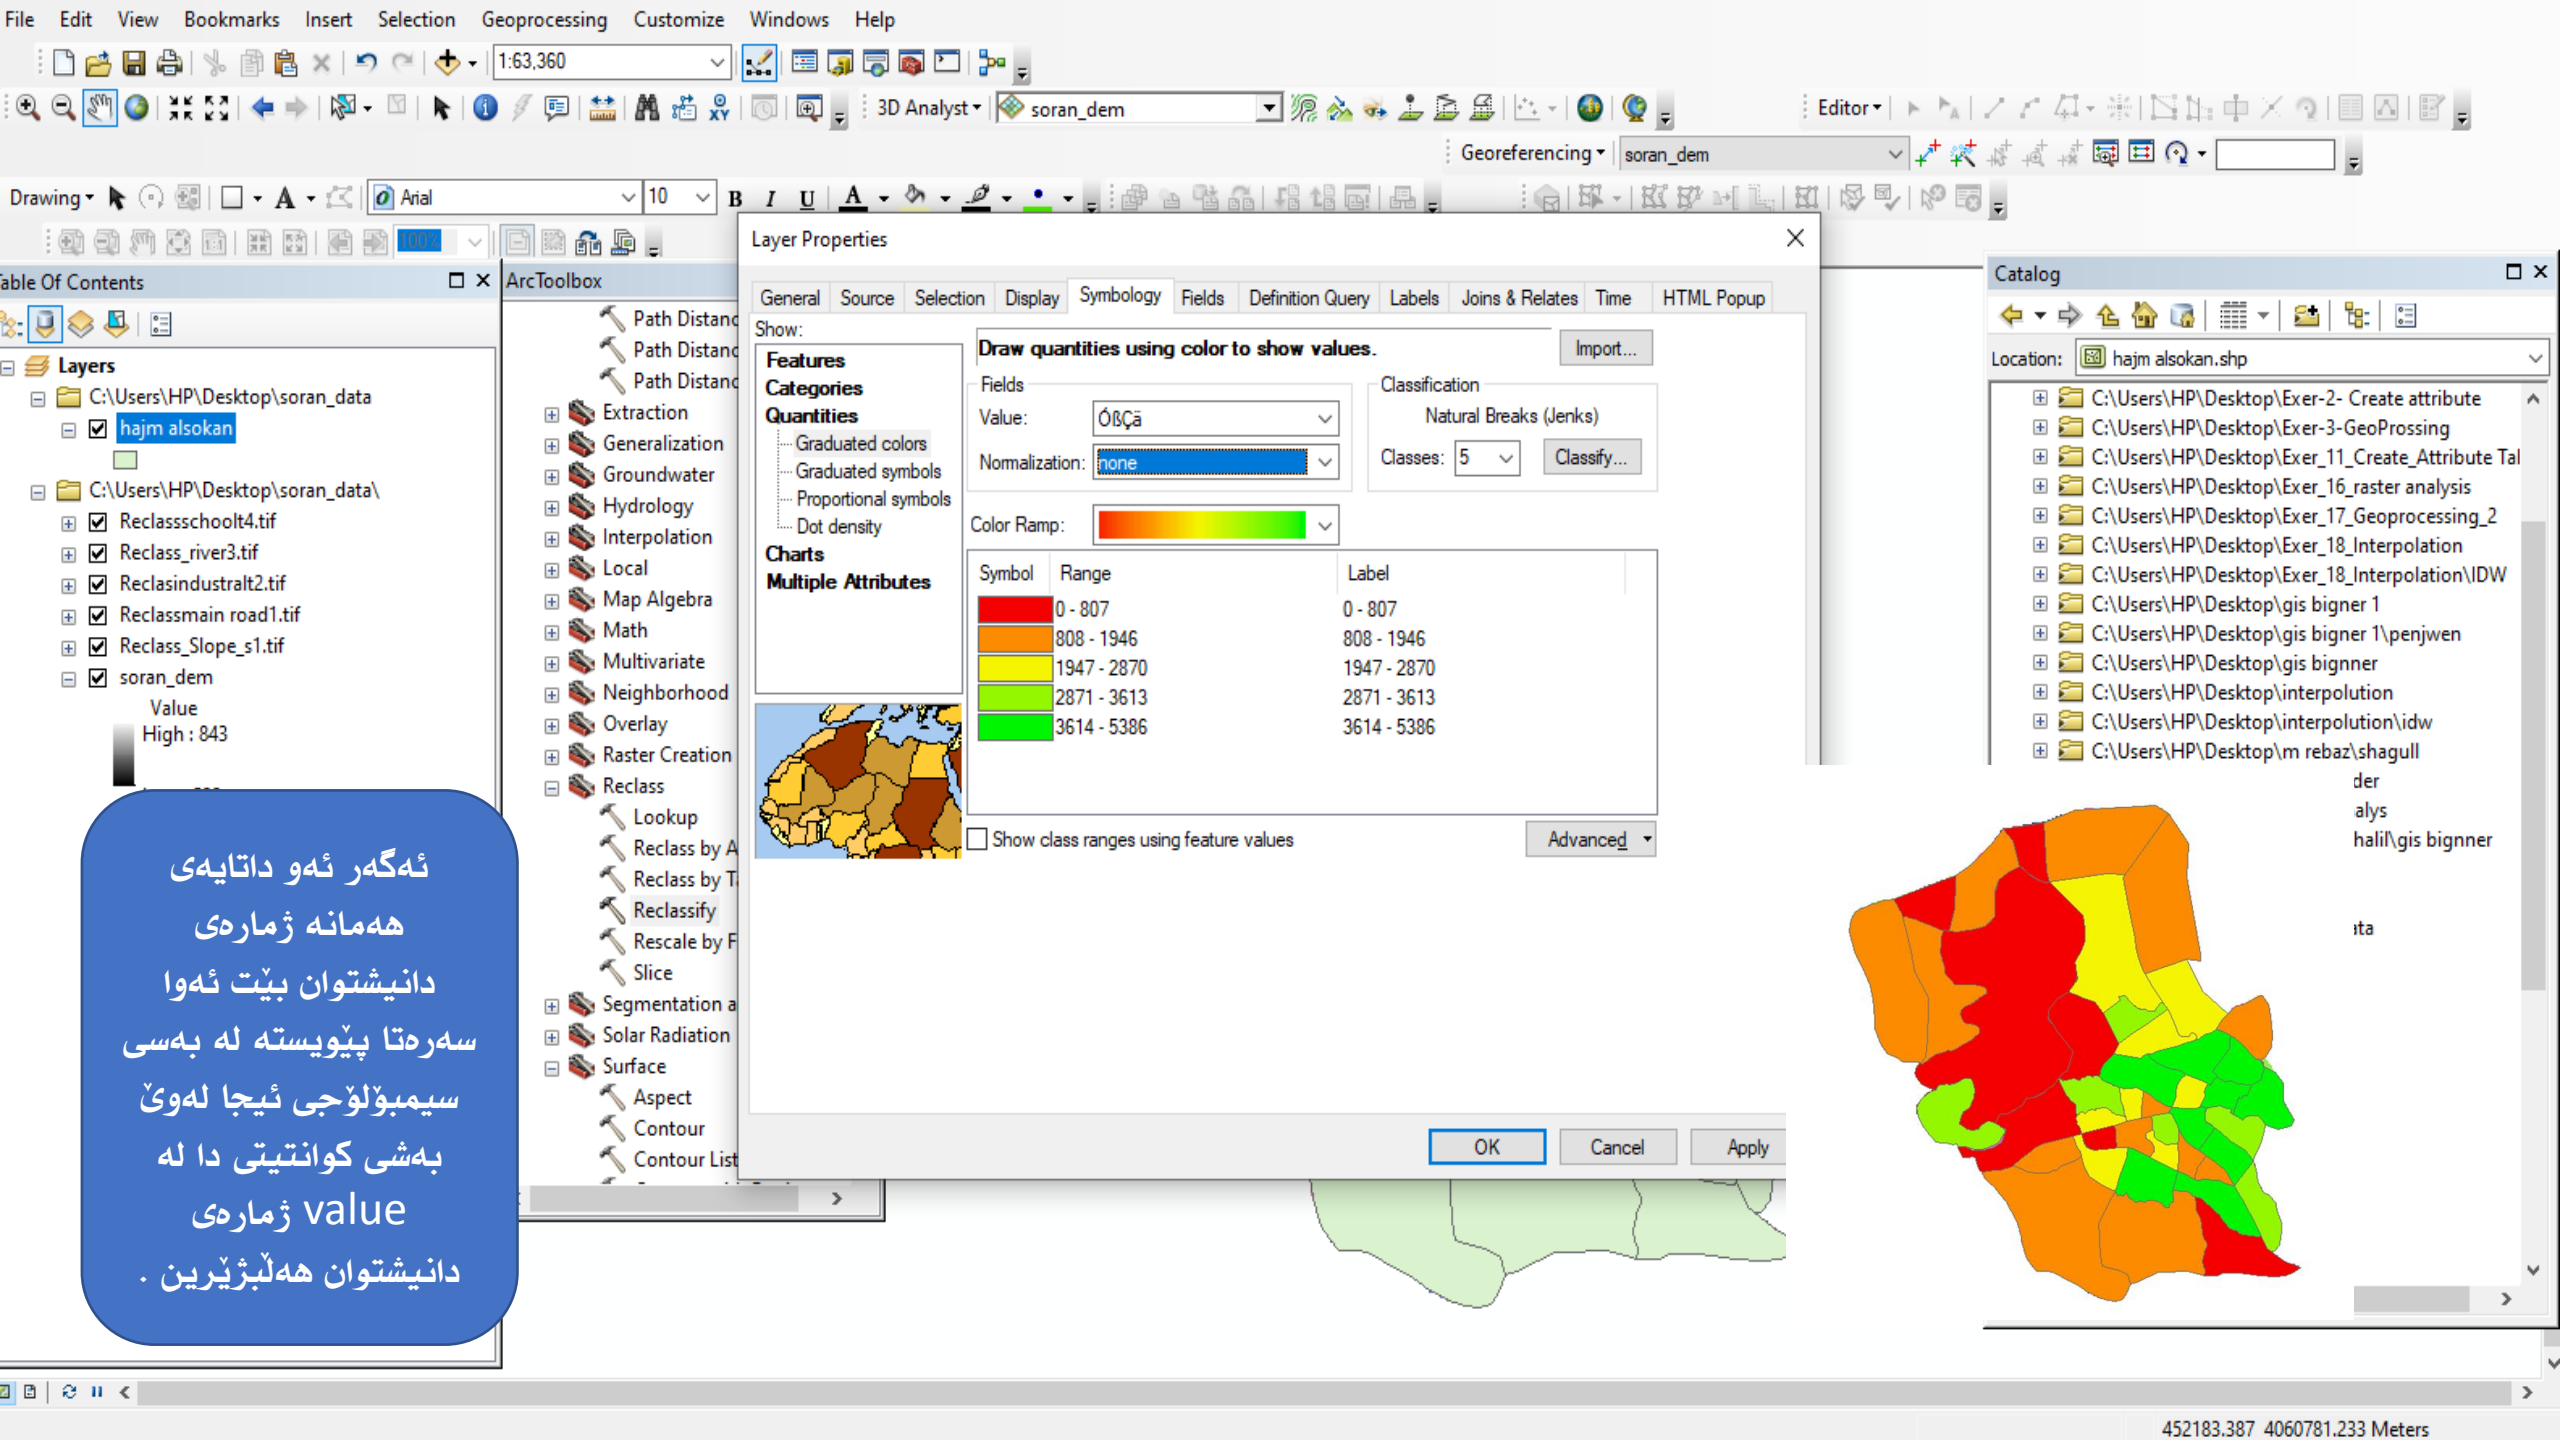 File Edit View Bookmarks Insert Selection Geoprocessing Customize Windows Help
1:63,360
3D Analyst soran_dem Editor
Georeferencing soran_dem
Drawing Arial 10 B I U A
100%
Table Of Contents
Layers
C:\Users\HP\Desktop\soran_data
hajm alsokan
C:\Users\HP\Desktop\soran_data\
Reclassschoolt4.tif
Reclass_river3.tif
Reclasindustralt2.tif
Reclassmain road1.tif
Reclass_Slope_s1.tif
soran_dem
Value
High : 843
ئەگەر ئەو داتایەی
هەمانە ژمارەی
دانیشتوان بێت ئەوا
سەرەتا پێویستە لە بەسی
سیمبۆلۆجی ئیجا لەوێ
بەشی کوانتیتی دا لە
value ژمارەی
دانیشتوان هەڵبژێرین .
ArcToolbox
Path Distanc
Path Distanc
Path Distanc
Extraction
Generalization
Groundwater
Hydrology
Interpolation
Local
Map Algebra
Math
Multivariate
Neighborhood
Overlay
Raster Creation
Reclass
Lookup
Reclass by A
Reclass by T
Reclassify
Rescale by F
Slice
Segmentation a
Solar Radiation
Surface
Aspect
Contour
Contour List
Layer Properties
General Source Selection Display Symbology Fields Definition Query Labels Joins & Relates Time HTML Popup
Show:
Features
Categories
Quantities
Graduated colors
Graduated symbols
Proportional symbols
Dot density
Charts
Multiple Attributes
Draw quantities using color to show values.
Import...
Fields
Value: ÓßÇä
Normalization: none
Classification
Natural Breaks (Jenks)
Classes: 5 Classify...
Color Ramp:
Symbol Range Label
0 - 807 0 - 807
808 - 1946 808 - 1946
1947 - 2870 1947 - 2870
2871 - 3613 2871 - 3613
3614 - 5386 3614 - 5386
Show class ranges using feature values
Advanced
OK Cancel Apply
Catalog
Location: hajm alsokan.shp
C:\Users\HP\Desktop\Exer-2- Create attribute
C:\Users\HP\Desktop\Exer-3-GeoProssing
C:\Users\HP\Desktop\Exer_11_Create_Attribute Tal
C:\Users\HP\Desktop\Exer_16_raster analysis
C:\Users\HP\Desktop\Exer_17_Geoprocessing_2
C:\Users\HP\Desktop\Exer_18_Interpolation
C:\Users\HP\Desktop\Exer_18_Interpolation\IDW
C:\Users\HP\Desktop\gis bigner 1
C:\Users\HP\Desktop\gis bigner 1\penjwen
C:\Users\HP\Desktop\gis bignner
C:\Users\HP\Desktop\interpolution
C:\Users\HP\Desktop\interpolution\idw
C:\Users\HP\Desktop\m rebaz\shagull
der
alys
halil\gis bignner
ata
452183.387 4060781.233 Meters